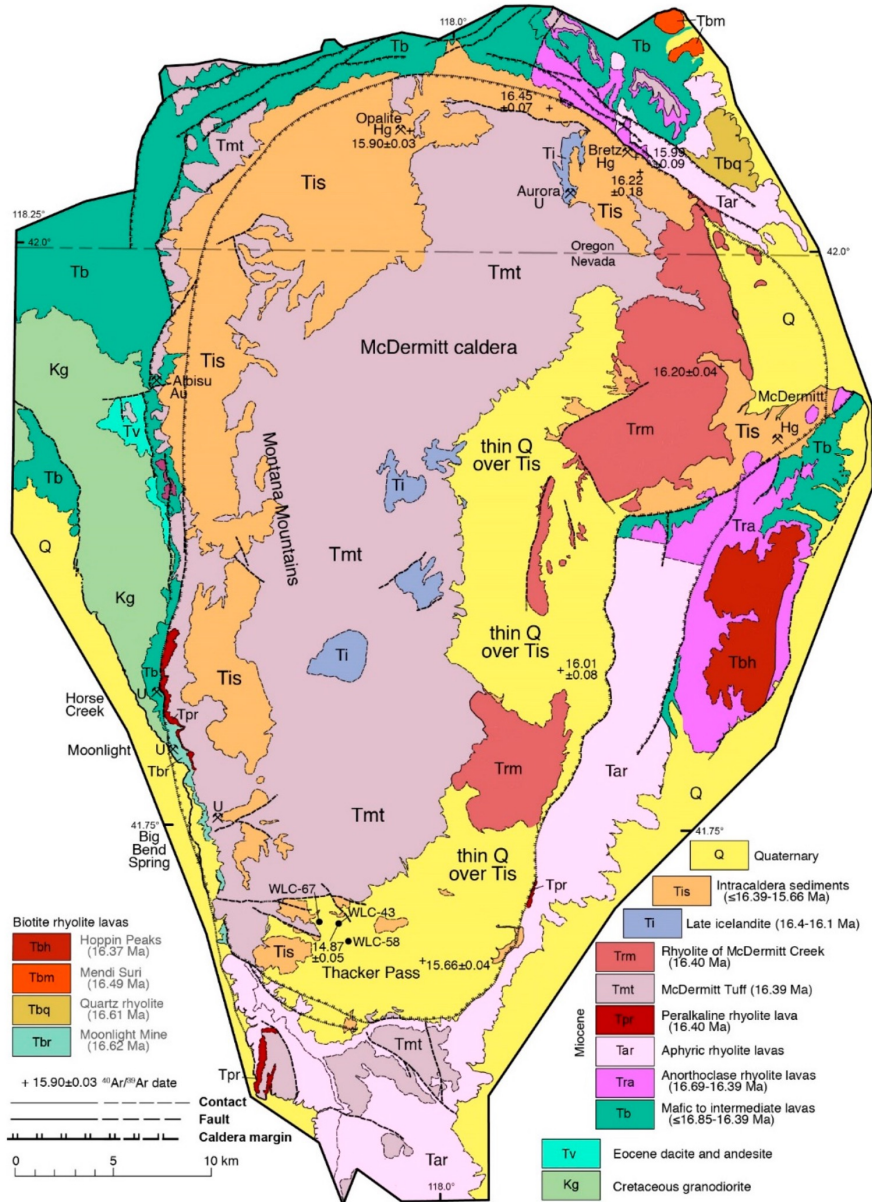 118.0°
Tbm
Tb
Tb
16.45
±0.07 +
Opalite
Hg +
15.90±0.03
Tmt
Ti
Bretz
Hg
+
15.99
±0.09
Tbq
+
16.22
±0.18
Tis
Aurora
U
Tis
Tar
118.25°
42.0°
Oregon
Nevada
42.0°
Tb
Tmt
Q
McDermitt caldera
Kg
Tis
Albisu
Au
16.20±0.04 +
McDermitt
Tis
Hg
Tv
thin Q
over Tis
Trm
Tb
Tb
Montana Mountains
Ti
Tra
Q
Tmt
Kg
thin Q
over Tis
Ti
Tbh
Tis
+ 16.01
±0.08
Tb
U
Horse
Creek
Tpr
Moonlight
U
Tbr
Trm
Tar
U
Q
Tmt
41.75°
41.75°
Big
Bend
Spring
thin Q
over Tis
Tpr
WLC-67
WLC-43
14.87
±0.05
WLC-58
Tis
+15.66±0.04
Thacker Pass
Tmt
Tpr
Tar
118.0°
Biotite rhyolite lavas
Tbh Hoppin Peaks
(16.37 Ma)
Tbm Mendi Suri
(16.49 Ma)
Tbq Quartz rhyolite
(16.61 Ma)
Tbr Moonlight Mine
(16.62 Ma)
+ 15.90±0.03 ⁴⁰Ar/³⁹Ar date
Contact
Fault
Caldera margin
0 5 10 km
Q Quaternary
Tis Intracaldera sediments
(≤16.39-15.66 Ma)
Ti Late icelandite (16.4-16.1 Ma)
Miocene
Trm Rhyolite of McDermitt Creek
(16.40 Ma)
Tmt McDermitt Tuff (16.39 Ma)
Tpr Peralkaline rhyolite lava
(16.40 Ma)
Tar Aphyric rhyolite lavas
Tra Anorthoclase rhyolite lavas
(16.69-16.39 Ma)
Tb Mafic to intermediate lavas
(≤16.85-16.39 Ma)
Tv Eocene dacite and andesite
Kg Cretaceous granodiorite